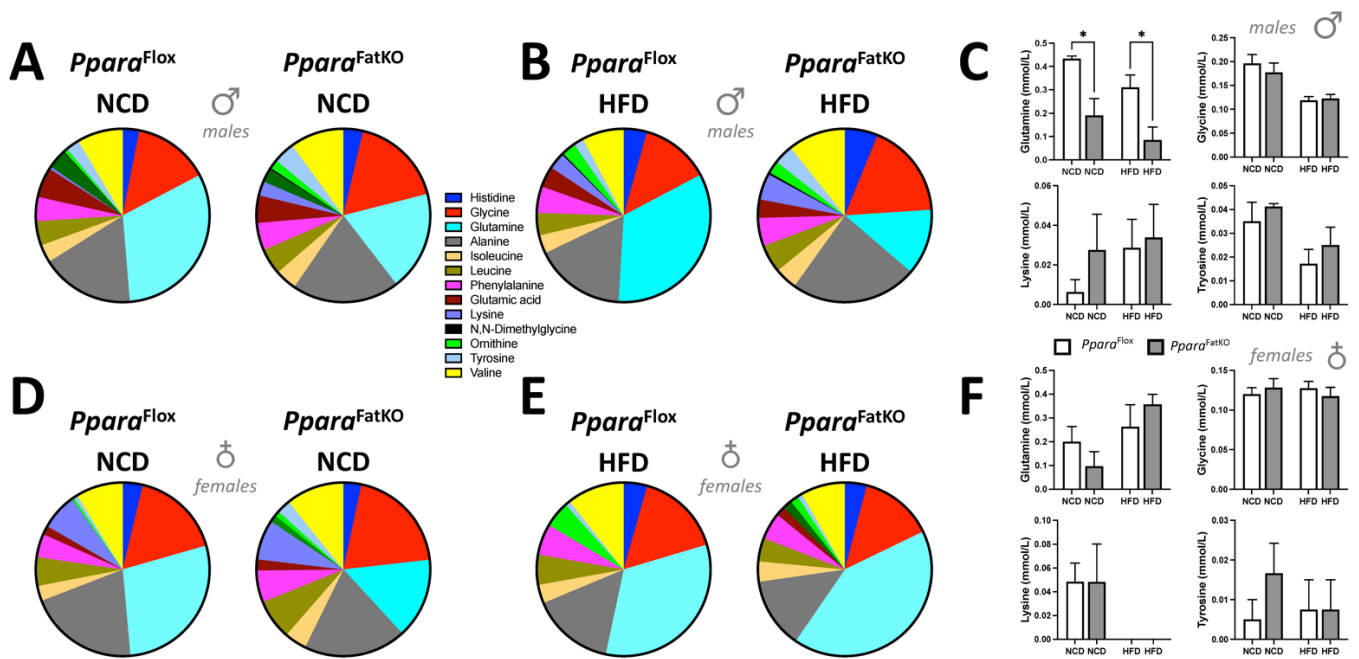 A
Ppara^Flox
NCD
♂
males
Ppara^FatKO
NCD
B
Ppara^Flox
HFD
♂
males
Ppara^FatKO
HFD
Histidine
Glycine
Glutamine
Alanine
Isoleucine
Leucine
Phenylalanine
Glutamic acid
Lysine
N,N-Dimethylglycine
Ornithine
Tyrosine
Valine
C
males ♂
Glutamine (mmol/L)
0.5
0.4
0.3
0.2
0.1
0.0
* *
NCD NCD HFD HFD
Glycine (mmol/L)
0.20
0.15
0.10
0.05
0.00
NCD NCD HFD HFD
Lysine (mmol/L)
0.06
0.04
0.02
0.00
NCD NCD HFD HFD
Tryosine (mmol/L)
0.05
0.04
0.03
0.02
0.01
0.00
NCD NCD HFD HFD
Ppara^Flox Ppara^FatKO
D
Ppara^Flox
NCD
♀
females
Ppara^FatKO
NCD
E
Ppara^Flox
HFD
♀
females
Ppara^FatKO
HFD
F
females ♀
Glutamine (mmol/L)
0.5
0.4
0.3
0.2
0.1
0.0
NCD NCD HFD HFD
Glycine (mmol/L)
0.15
0.10
0.05
0.00
NCD NCD HFD HFD
Lysine (mmol/L)
0.10
0.08
0.06
0.04
0.02
0.00
NCD NCD HFD HFD
Tyrosine (mmol/L)
0.03
0.02
0.01
0.00
NCD NCD HFD HFD